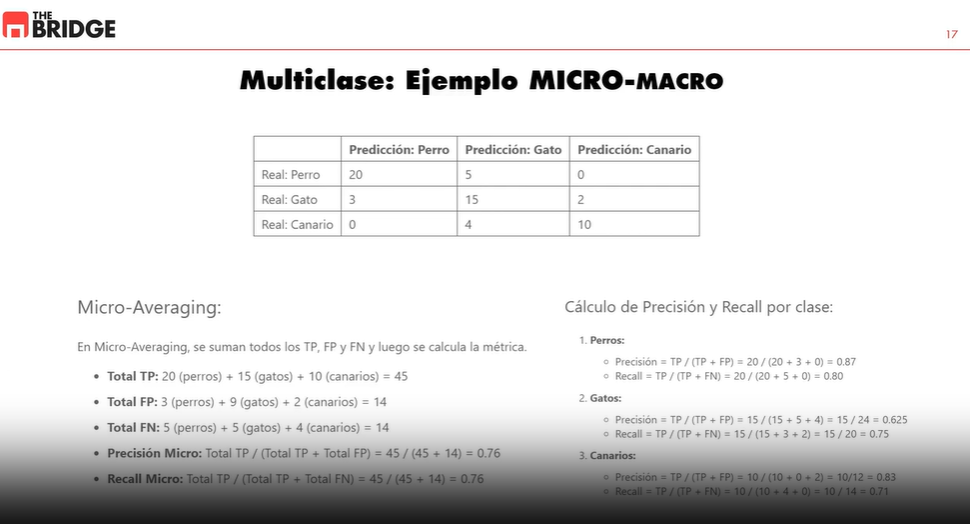 THE
BRIDGE
17
Multiclase: Ejemplo MICRO-MACRO
Predicción: Perro Predicción: Gato Predicción: Canario
Real: Perro 20 5 0
Real: Gato 3 15 2
Real: Canario 0 4 10
Micro-Averaging:
En Micro-Averaging, se suman todos los TP, FP y FN y luego se calcula la métrica.
• Total TP: 20 (perros) + 15 (gatos) + 10 (canarios) = 45
• Total FP: 3 (perros) + 9 (gatos) + 2 (canarios) = 14
• Total FN: 5 (perros) + 5 (gatos) + 4 (canarios) = 14
• Precisión Micro: Total TP / (Total TP + Total FP) = 45 / (45 + 14) = 0.76
• Recall Micro: Total TP / (Total TP + Total FN) = 45 / (45 + 14) = 0.76
Cálculo de Precisión y Recall por clase:
1. Perros:
○ Precisión = TP / (TP + FP) = 20 / (20 + 3 + 0) = 0.87
○ Recall = TP / (TP + FN) = 20 / (20 + 5 + 0) = 0.80
2. Gatos:
○ Precisión = TP / (TP + FP) = 15 / (15 + 5 + 4) = 15 / 24 = 0.625
○ Recall = TP / (TP + FN) = 15 / (15 + 3 + 2) = 15 / 20 = 0.75
3. Canarios:
○ Precisión = TP / (TP + FP) = 10 / (10 + 0 + 2) = 10/12 = 0.83
○ Recall = TP / (TP + FN) = 10 / (10 + 4 + 0) = 10 / 14 = 0.71